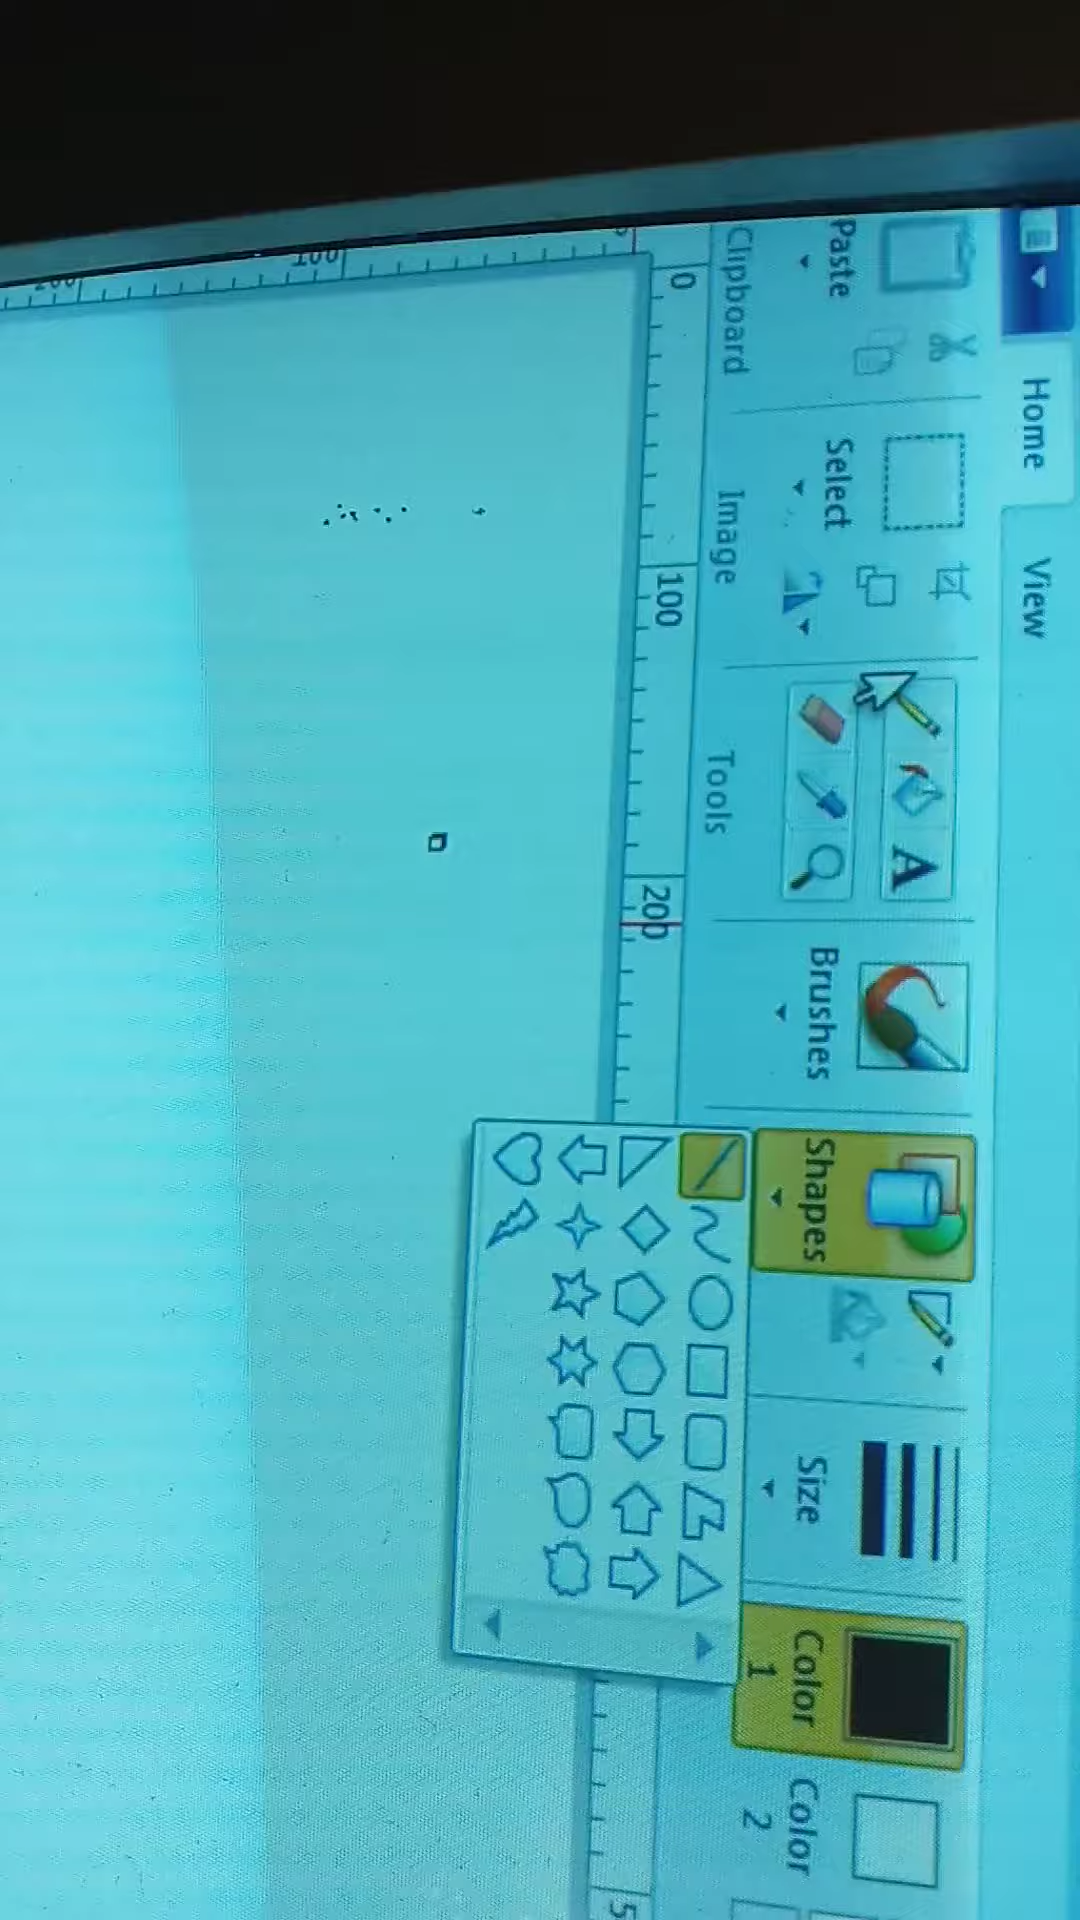 Home View
Paste
Select
A
Brushes
Shapes
Size
Color 1
Color 2
Clipboard
Image
Tools
0 100 200
100